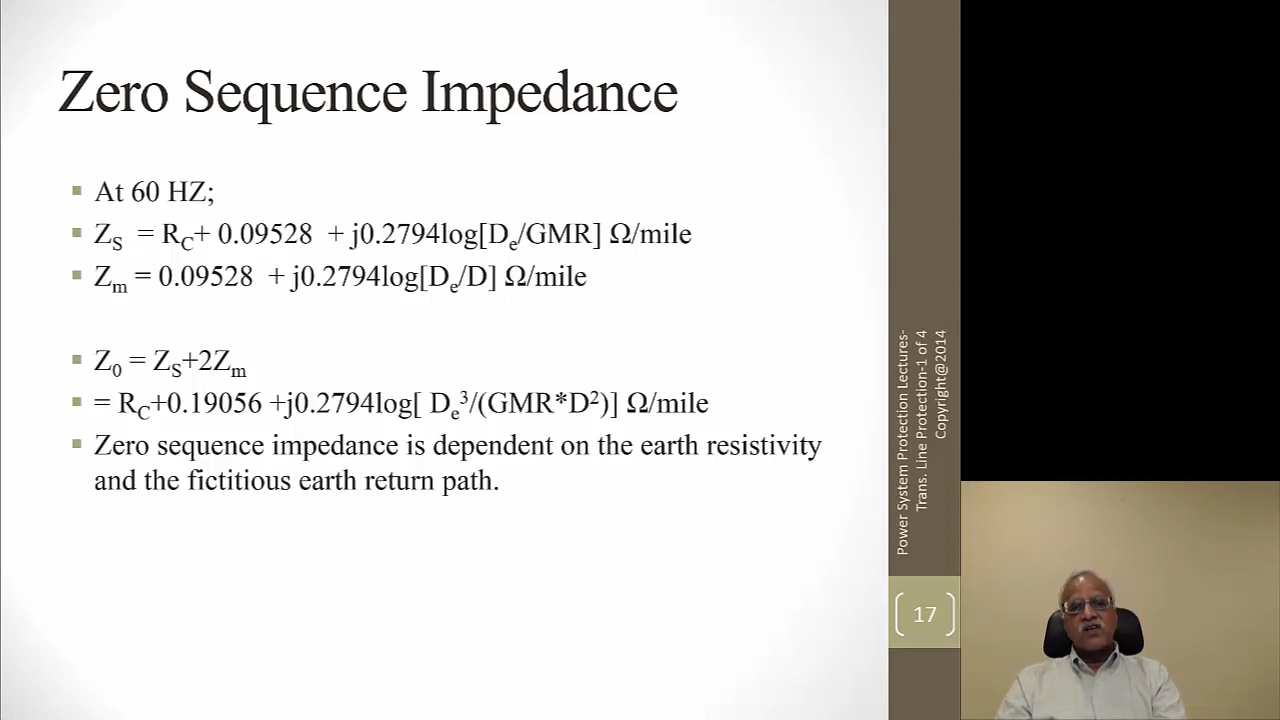 Zero Sequence Impedance
At 60 HZ;
Z_S = R_C+ 0.09528 + j0.2794log[D_e/GMR] Ω/mile
Z_m = 0.09528 + j0.2794log[D_e/D] Ω/mile
Z_0 = Z_S+2Z_m
= R_C+0.19056 +j0.2794log[ D_e^3/(GMR*D^2)] Ω/mile
Zero sequence impedance is dependent on the earth resistivity
and the fictitious earth return path.
Power System Protection Lectures-
Trans. Line Protection-1 of 4
Copyright@2014
17